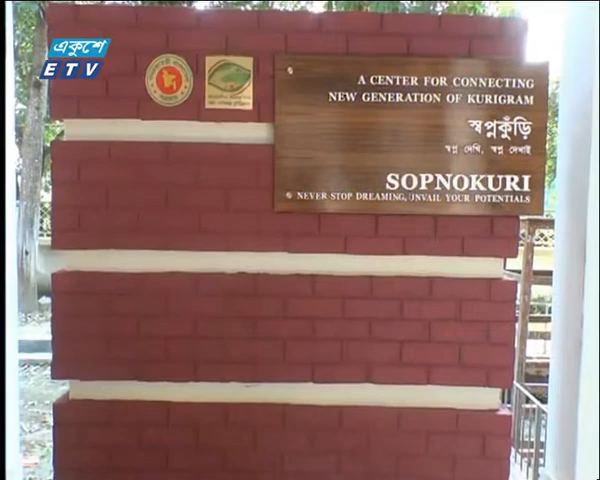 একুশে
ETV
A CENTER FOR CONNECTING
NEW GENERATION OF KURIGRAM
স্বপ্নকুঁড়ি
স্বপ্ন দেখি, স্বপ্ন দেখাই
SOPNOKURI
NEVER STOP DREAMING, UNVAIL YOUR POTENTIALS